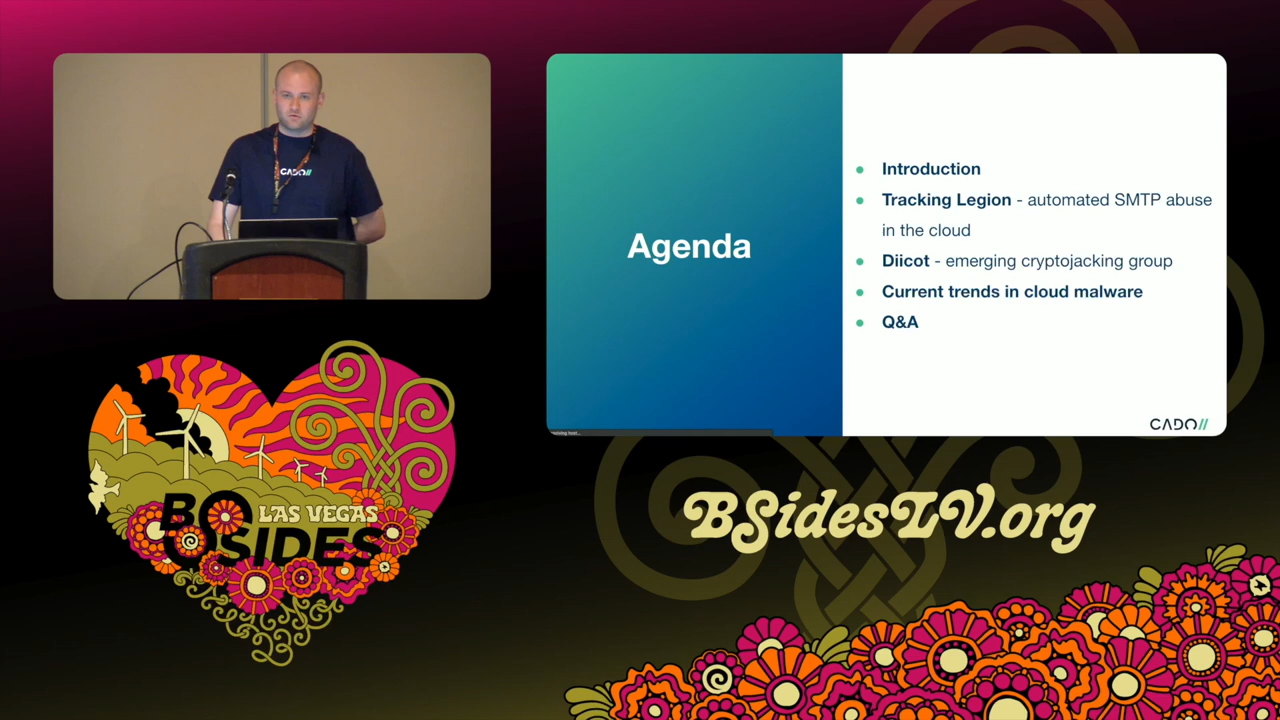 CADO//
Agenda
Introduction
Tracking Legion - automated SMTP abuse
in the cloud
Diicot - emerging cryptojacking group
Current trends in cloud malware
Q&A
CADO//
BSIDES
LAS VEGAS
BSidesLV.org